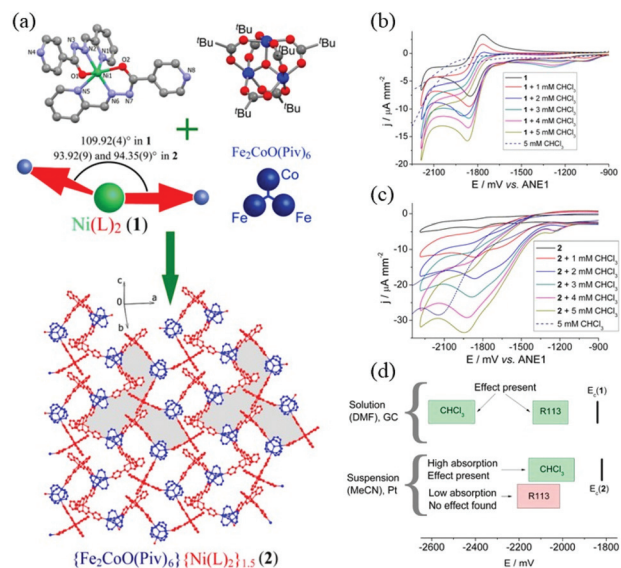 (a)
N4
N3
N2
N1
O1
Ni1
O2
N5
N6
N7
N8
109.92(4)° in 1
93.92(9) and 94.35(9)° in 2
Ni(L)₂ (1)
ᵗBu
ᵗBu
ᵗBu
ᵗBu
ᵗBu
ᵗBu
+
Fe₂CoO(Piv)₆
Co
Fe
Fe
c
0
a
b
{Fe₂CoO(Piv)₆}{Ni(L)₂}₁.₅ (2)
(b)
j / μA mm⁻²
5
0
-5
-10
-15
-20
1
1 + 1 mM CHCl₃
1 + 2 mM CHCl₃
1 + 3 mM CHCl₃
1 + 4 mM CHCl₃
1 + 5 mM CHCl₃
5 mM CHCl₃
-2100
-1800
-1500
-1200
-900
E / mV vs. ANE1
(c)
j / μA mm⁻²
0
-10
-20
-30
2
2 + 1 mM CHCl₃
2 + 2 mM CHCl₃
2 + 3 mM CHCl₃
2 + 4 mM CHCl₃
2 + 5 mM CHCl₃
5 mM CHCl₃
-2100
-1800
-1500
-1200
-900
E / mV vs. ANE1
(d)
Solution
(DMF), GC
Effect present
CHCl₃
R113
Suspension
(MeCN), Pt
High absorption
Effect present
CHCl₃
Low absorption
No effect found
R113
-2600
-2400
-2200
-2000
-1800
E / mV